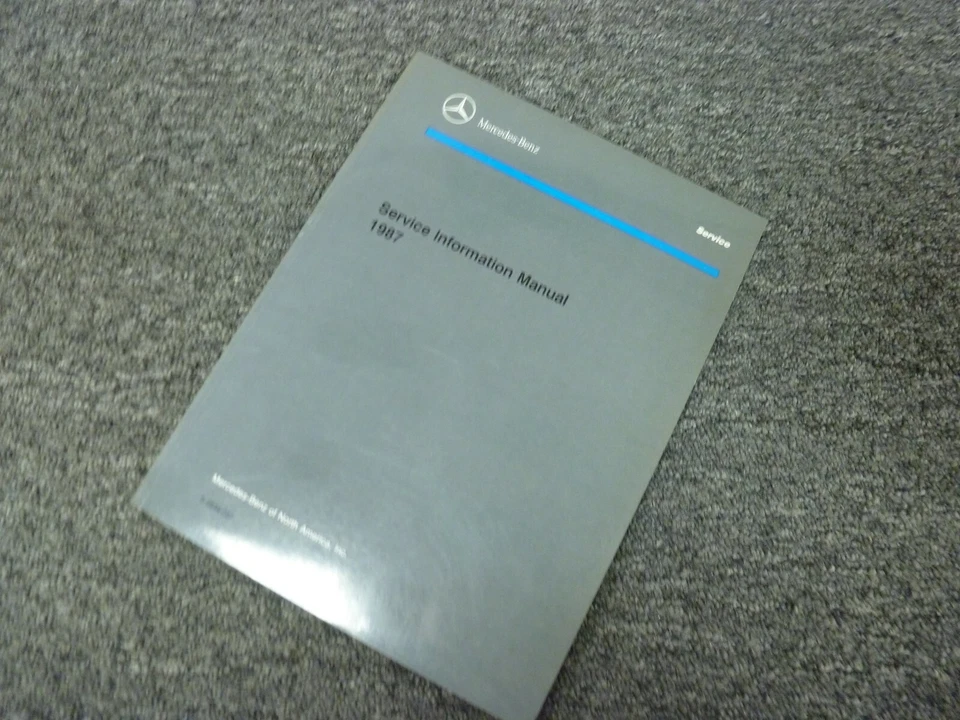 Mercedes-Benz
Service
Service Information Manual
1987
Mercedes-Benz of North America, Inc.